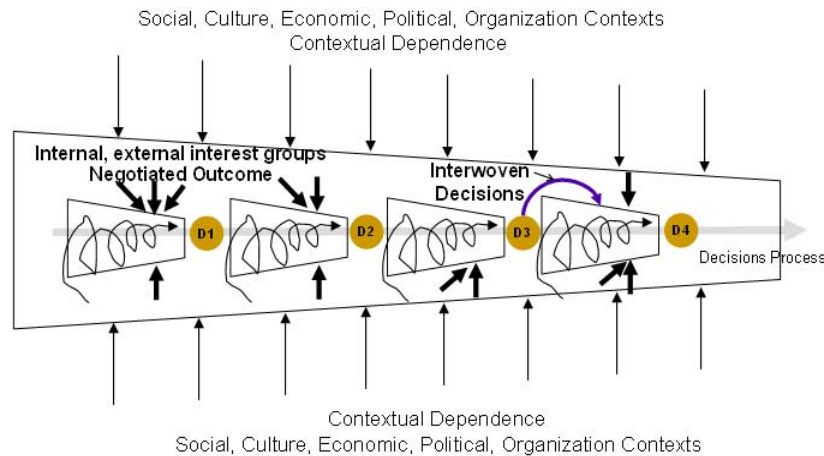 Social, Culture, Economic, Political, Organization Contexts
Contextual Dependence
Internal, external interest groups
Negotiated Outcome
Interwoven
Decisions
D1
D2
D3
D4
Decisions Process
Contextual Dependence
Social, Culture, Economic, Political, Organization Contexts